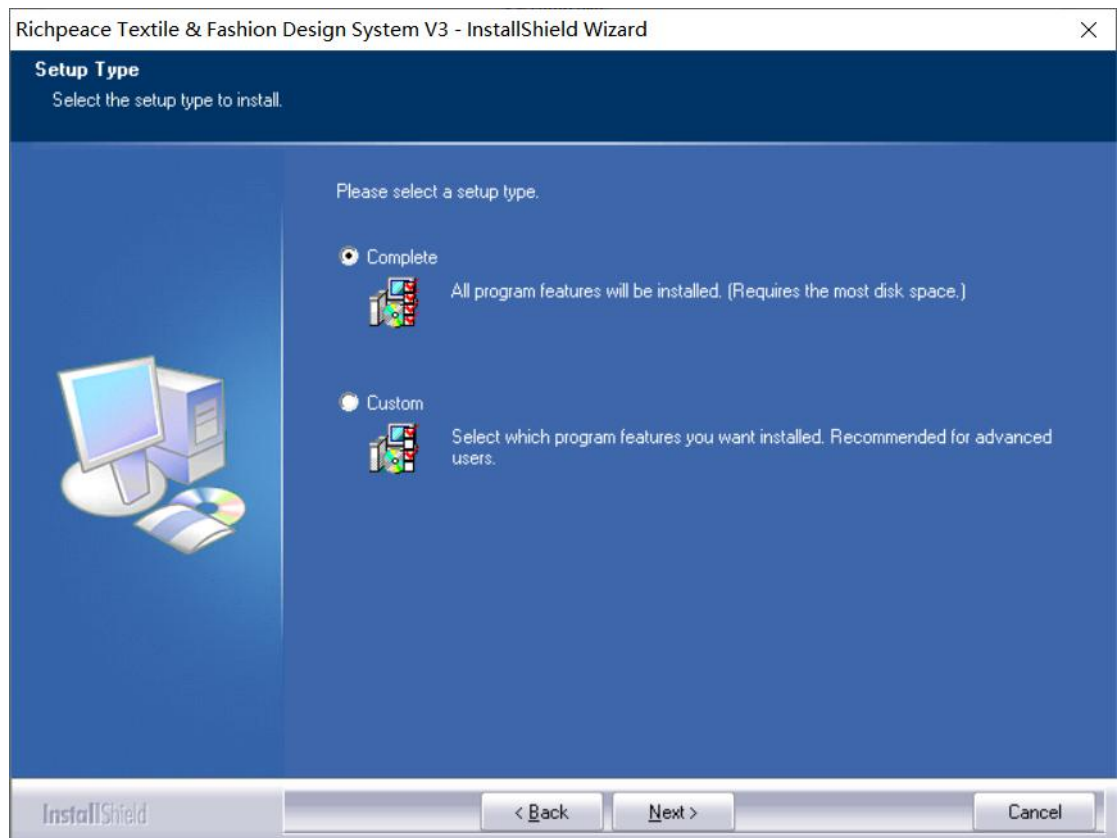 Richpeace Textile & Fashion Design System V3 - InstallShield Wizard
Setup Type
Select the setup type to install.
Please select a setup type.
Complete
All program features will be installed. (Requires the most disk space.)
Custom
Select which program features you want installed. Recommended for advanced
users.
InstallShield
< Back
Next >
Cancel